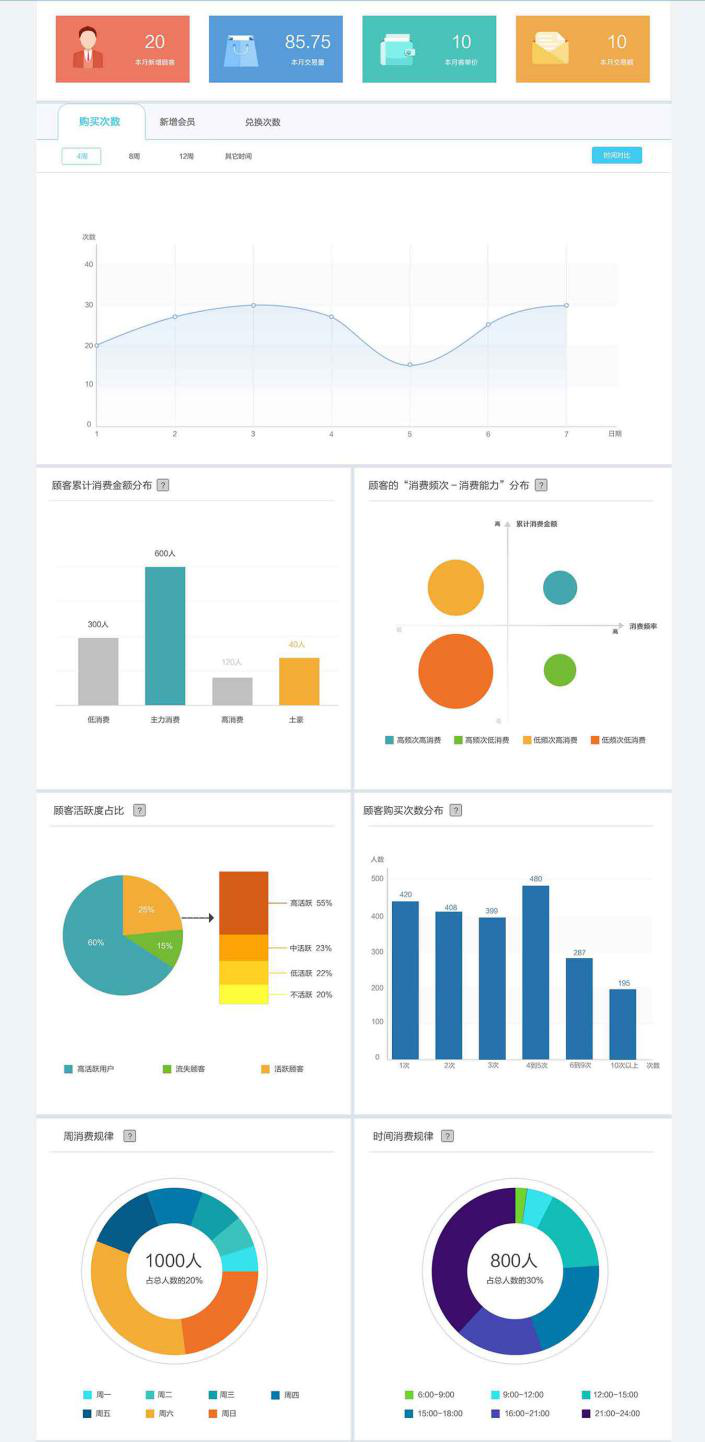 20
本月新增顾客
85.75
本月交易量
10
本月客单价
10
本月交易额
购买次数
新增会员
兑换次数
4周
8周
12周
其它时间
时间对比
次数
40
30
20
10
0
1
2
3
4
5
6
7
日期
顾客累计消费金额分布 ?
600人
300人
120人
40人
低消费
主力消费
高消费
土豪
顾客的“消费频次－消费能力”分布 ?
高
累计消费金额
消费频率
低
高
低
高频次高消费
高频次低消费
低频次高消费
低频次低消费
顾客活跃度占比 ?
25%
15%
60%
高活跃 55%
中活跃 23%
低活跃 22%
不活跃 20%
高活跃用户
流失顾客
活跃顾客
顾客购买次数分布 ?
人数
500
400
300
200
100
0
420
408
399
480
287
195
1次
2次
3次
4到5次
6到9次
10次以上
次数
周消费规律 ?
1000人
占总人数的20%
周一
周二
周三
周四
周五
周六
周日
时间消费规律 ?
800人
占总人数的30%
6:00-9:00
9:00-12:00
12:00-15:00
15:00-18:00
16:00-21:00
21:00-24:00